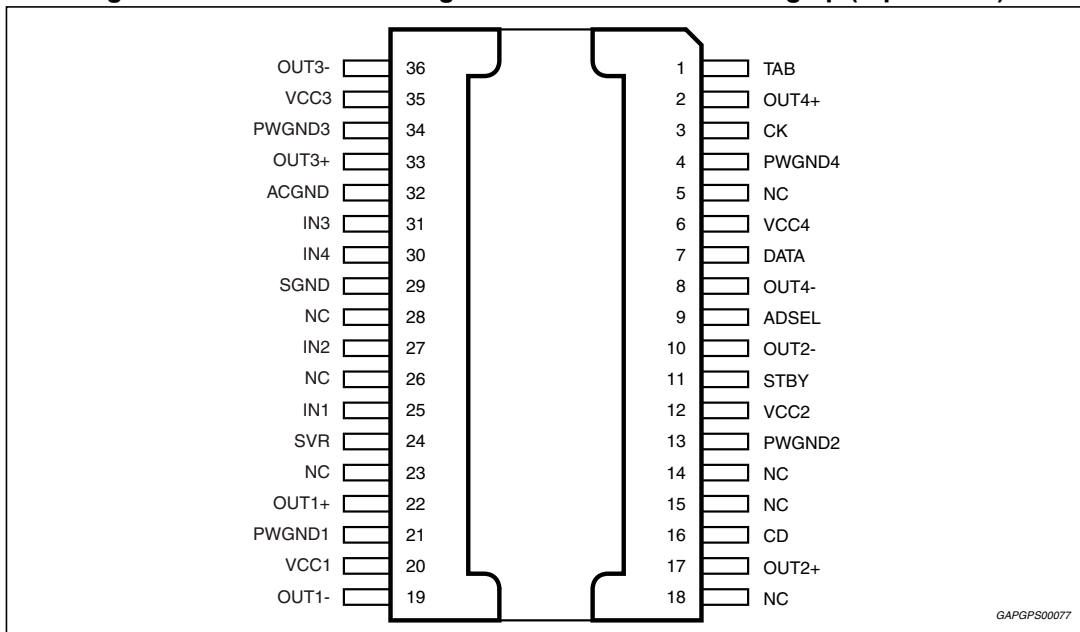 OUT3- 36 1 TAB
VCC3 35 2 OUT4+
PWGND3 34 3 CK
OUT3+ 33 4 PWGND4
ACGND 32 5 NC
IN3 31 6 VCC4
IN4 30 7 DATA
SGND 29 8 OUT4-
NC 28 9 ADSEL
IN2 27 10 OUT2-
NC 26 11 STBY
IN1 25 12 VCC2
SVR 24 13 PWGND2
NC 23 14 NC
OUT1+ 22 15 NC
PWGND1 21 16 CD
VCC1 20 17 OUT2+
OUT1- 19 18 NC
GAPGPS00077